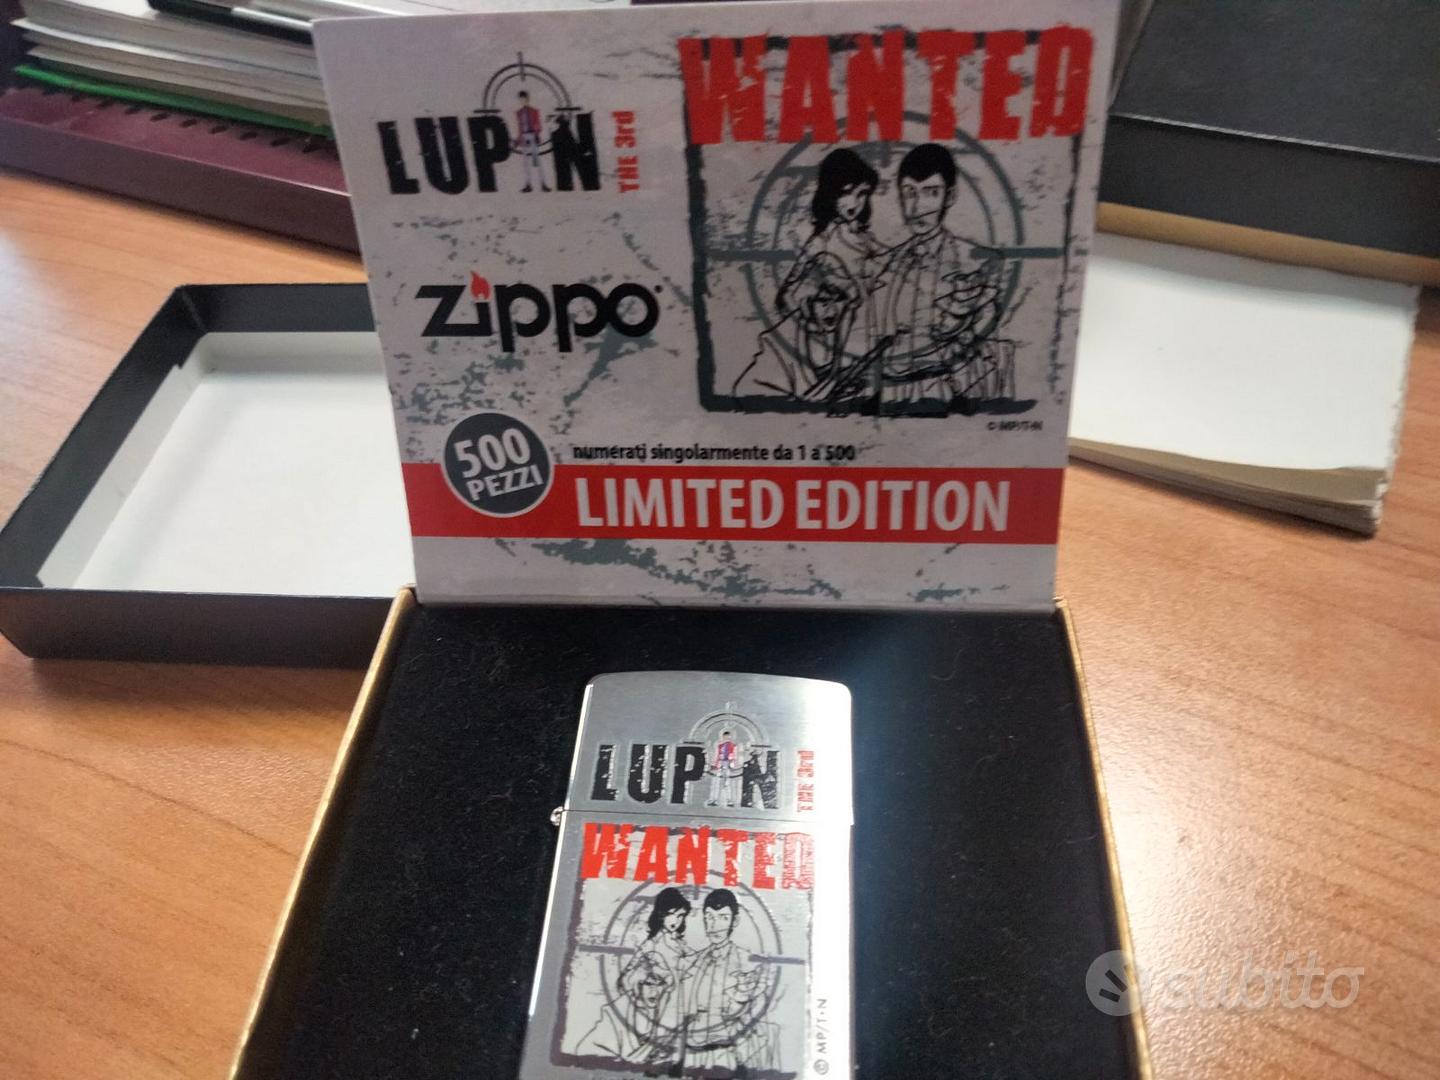 LUPIN
THE 3rd
WANTED
zippo
© MP/T-N
500
PEZZI
numerati singolarmente da 1 a 500
LIMITED EDITION
LUPIN
THE 3rd
WANTED
© MP/T-N
subito